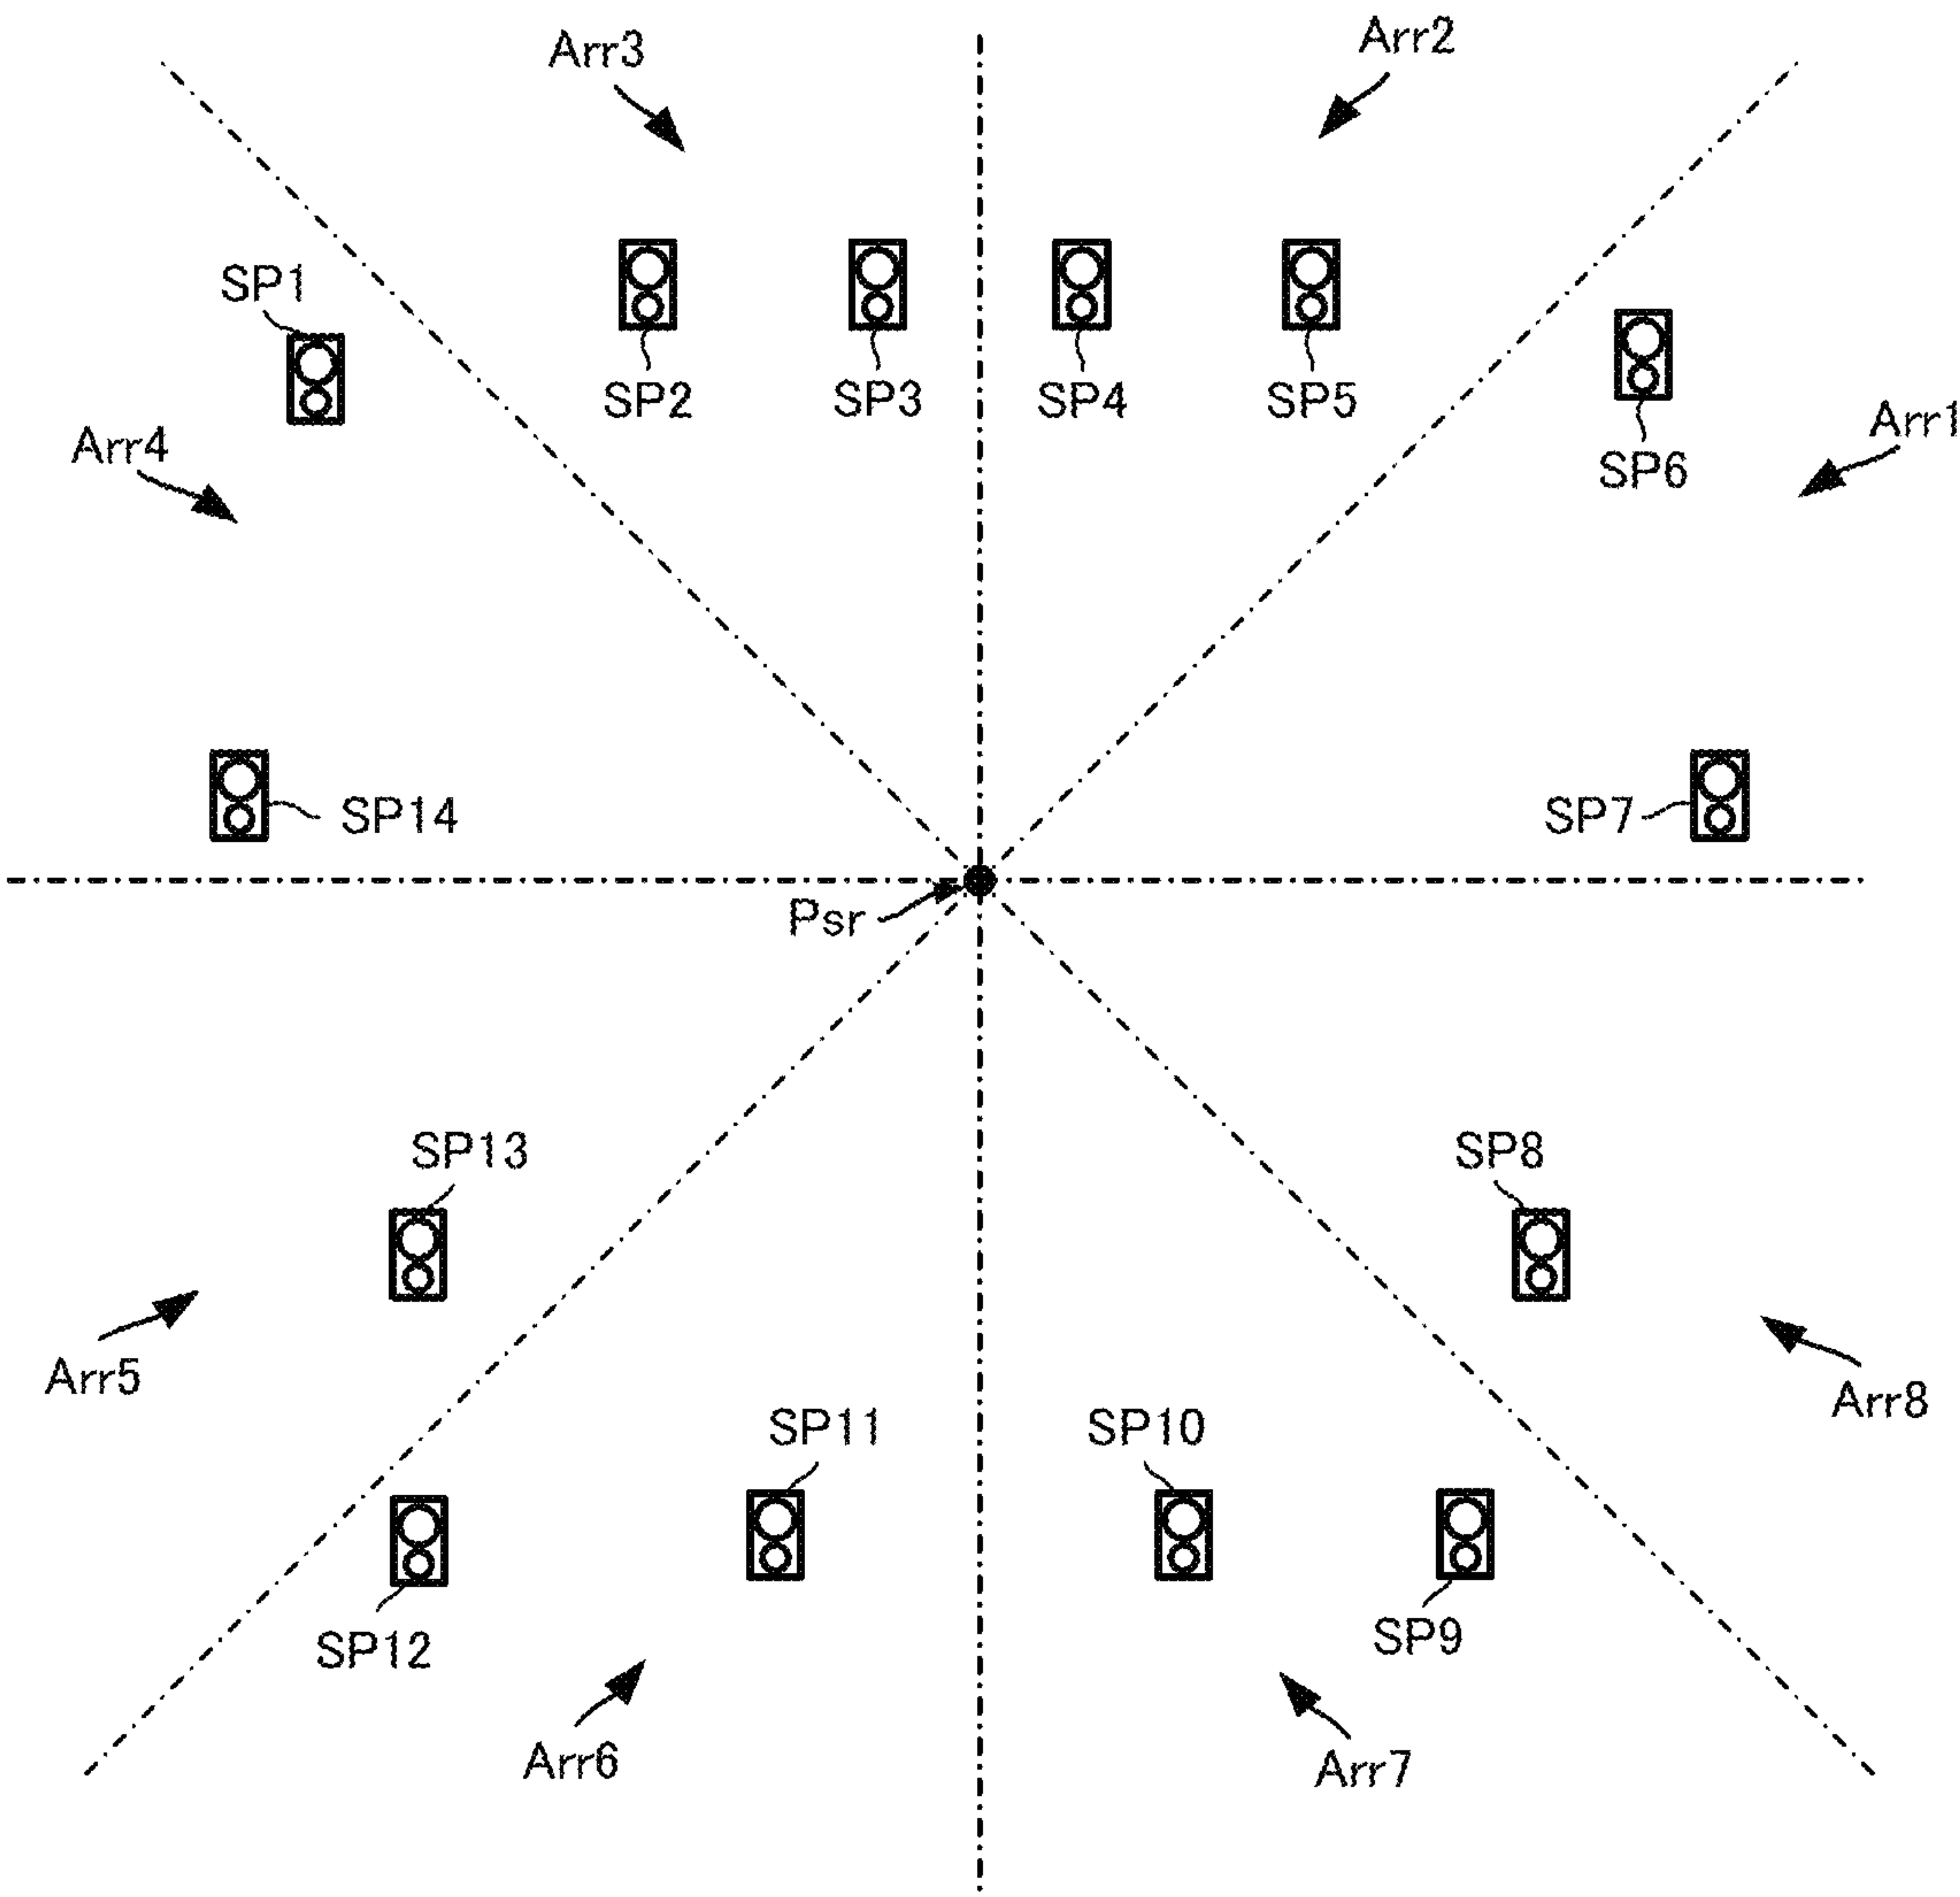 Arr3
Arr2
SP1
SP2
SP3
SP4
SP5
SP6
Arr1
Arr4
SP14
SP7
Psr
SP13
SP8
Arr5
Arr8
SP11
SP10
SP12
SP9
Arr6
Arr7